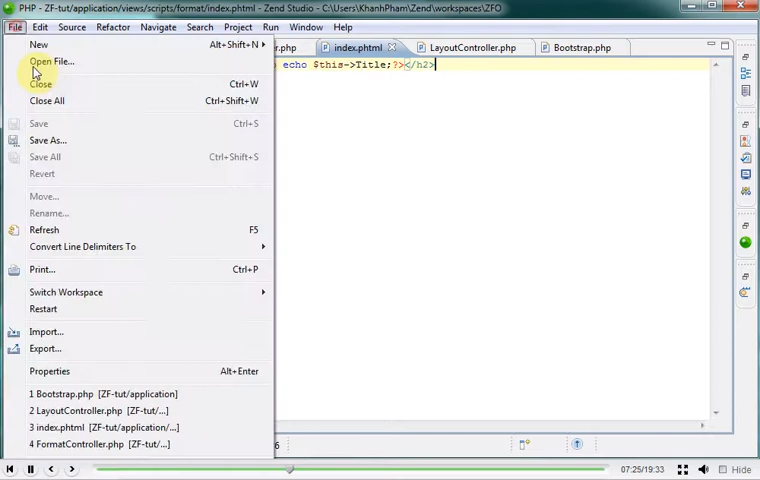 PHP - ZF-tut/application/views/scripts/format/index.phtml - Zend Studio - C:\Users\KhanhPham\Zend\workspaces\ZFO
File Edit Source Refactor Navigate Search Project Run Window Help
er.php index.phtml LayoutController.php Bootstrap.php
echo $this->Title;?></h2>
New Alt+Shift+N
Open File...
Close Ctrl+W
Close All Ctrl+Shift+W
Save Ctrl+S
Save As...
Save All Ctrl+Shift+S
Revert
Move...
Rename...
Refresh F5
Convert Line Delimiters To
Print... Ctrl+P
Switch Workspace
Restart
Import...
Export...
Properties Alt+Enter
1 Bootstrap.php [ZF-tut/application]
2 LayoutController.php [ZF-tut/...]
3 index.phtml [ZF-tut/application/...]
4 FormatController.php [ZF-tut/...]
6
07:25/19:33 Hide